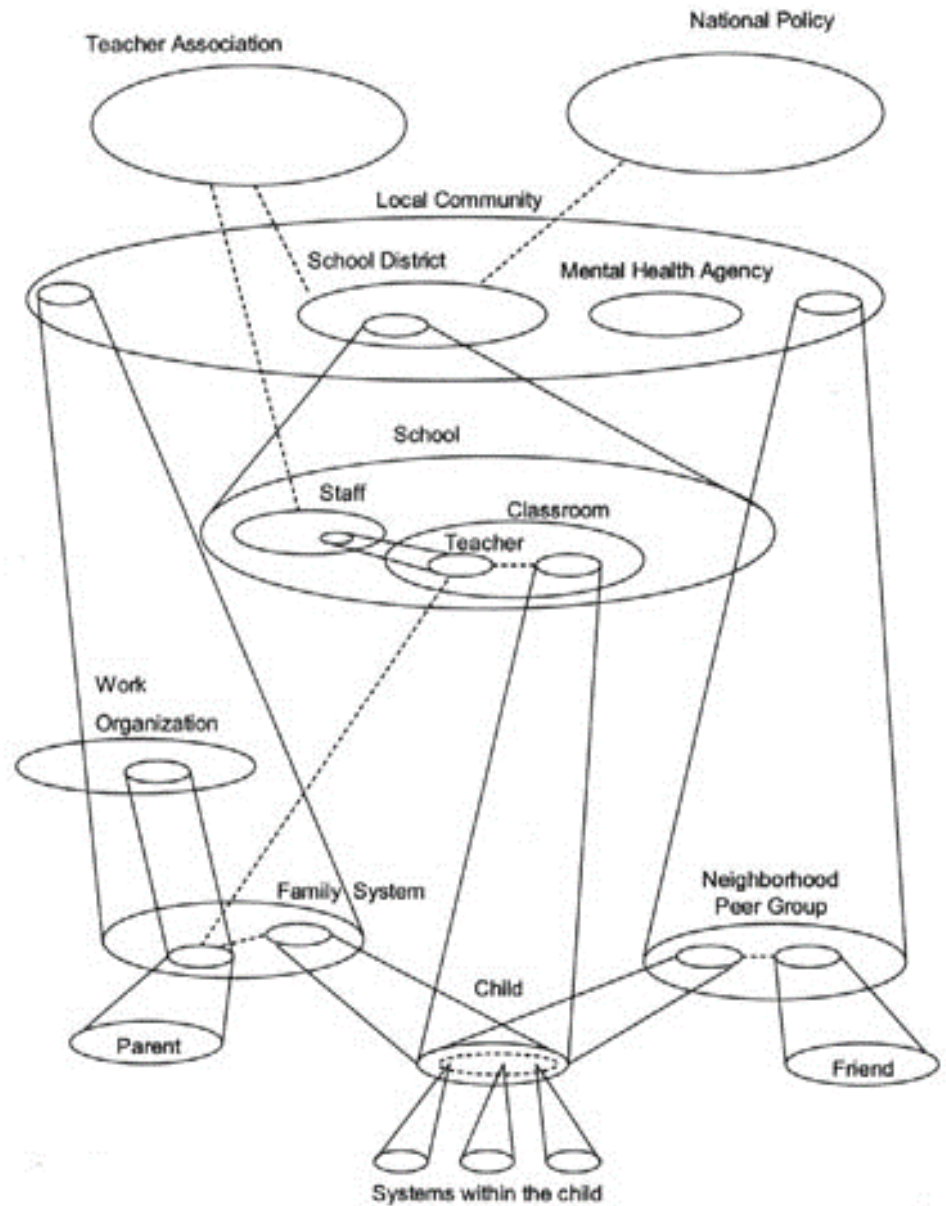 National Policy
Teacher Association
Local Community
School District
Mental Health Agency
School
Staff
Classroom
Teacher
Work
Organization
Family System
Neighborhood
Peer Group
Child
Parent
Friend
Systems within the child